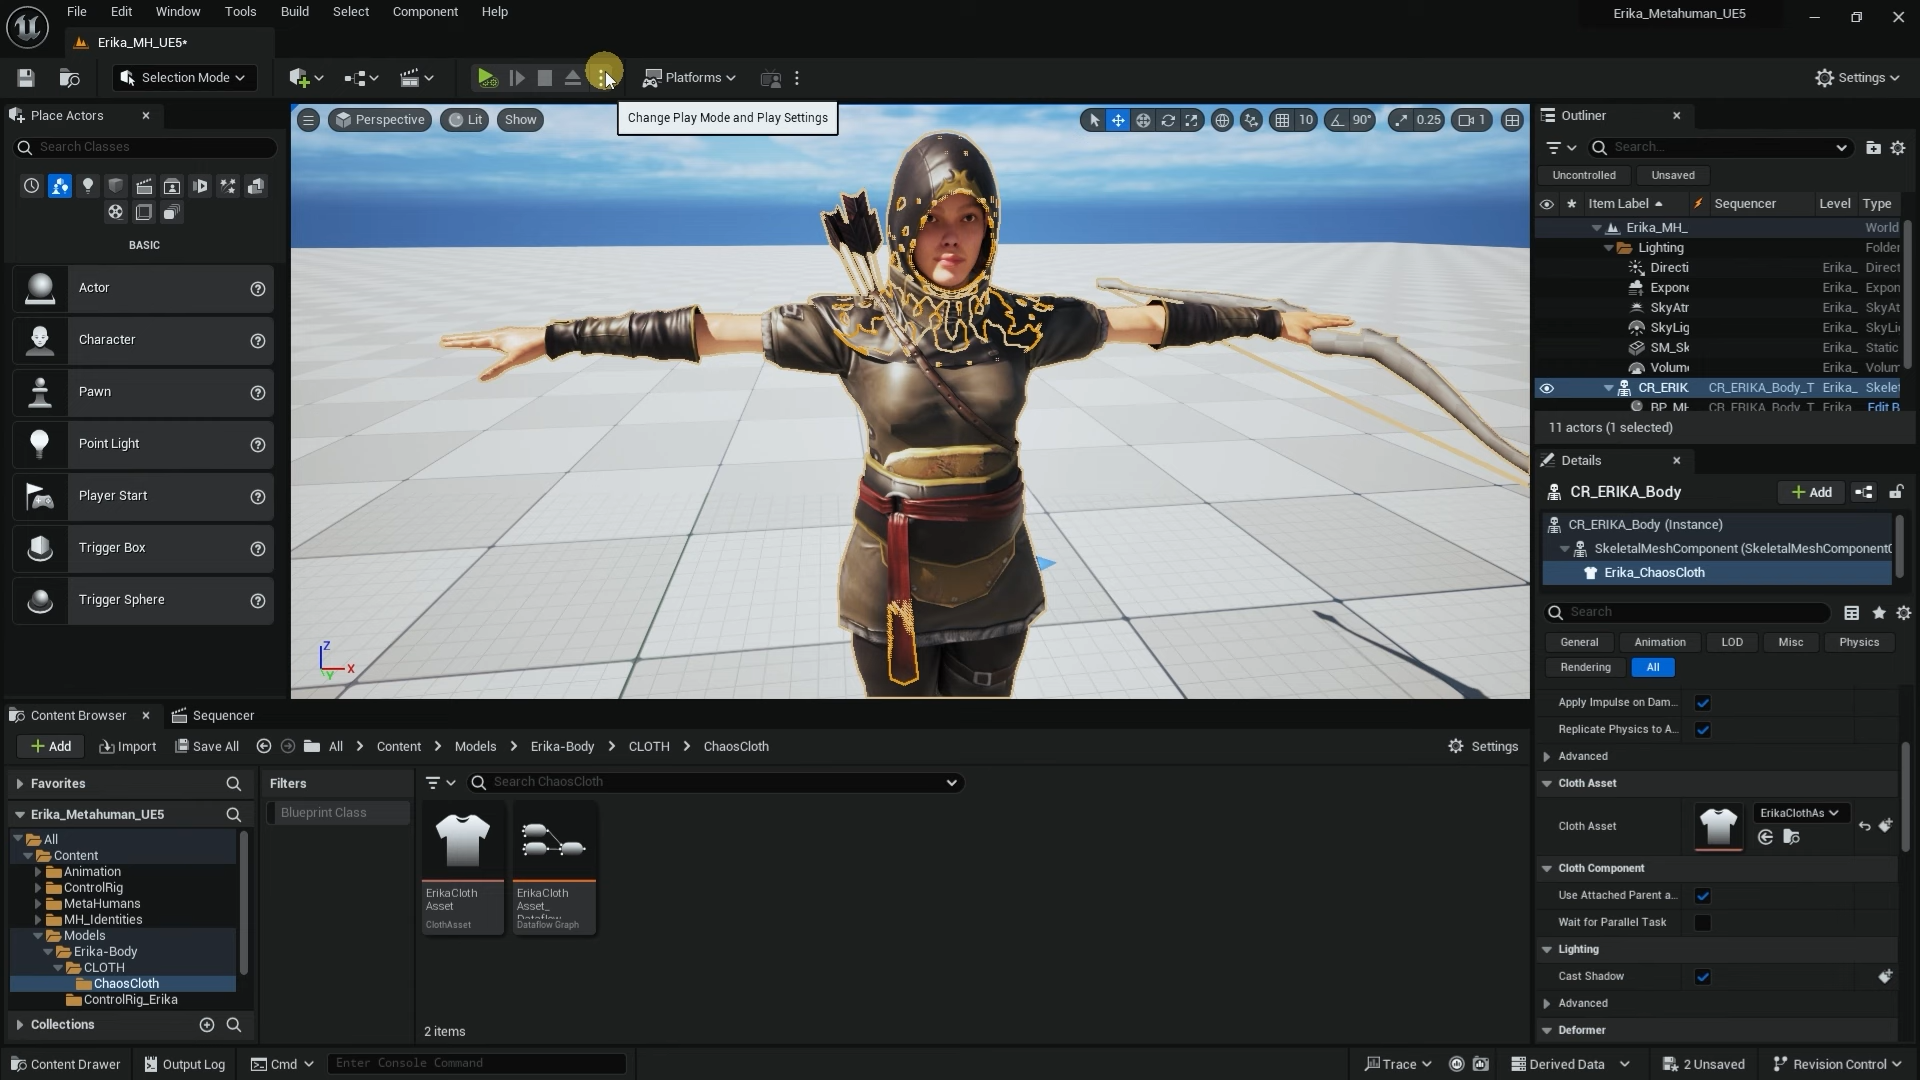 File Edit Window Tools Build Select Component Help
Erika_Metahuman_UE5
Erika_MH_UE5*
Selection Mode
Platforms
Settings
Place Actors
Search Classes
BASIC
Actor
Character
Pawn
Point Light
Player Start
Trigger Box
Trigger Sphere
Perspective Lit Show
Change Play Mode and Play Settings
10 90° 0.25 1
Z
X
Y
Outliner
Search...
Uncontrolled Unsaved
Item Label Sequencer Level Type
Erika_MH_ World
Lighting Folder
Directi Erika_ Direct
Expone Erika_ Expon
SkyAtr Erika_ SkyAt
SkyLig Erika_ SkyLi
SM_Sk Erika_ Static
Volume Erika_ Volum
CR_ERIK CR_ERIKA_Body_T Erika_ Skelet
BP_MH CR_ERIKA_Body_T Erika_ Edit B
11 actors (1 selected)
Details
CR_ERIKA_Body
Add
CR_ERIKA_Body (Instance)
SkeletalMeshComponent (SkeletalMeshComponent0
Erika_ChaosCloth
Search
General Animation LOD Misc Physics
Rendering All
Apply Impulse on Dam...
Replicate Physics to A...
Advanced
Cloth Asset
Cloth Asset ErikaClothAs
Cloth Component
Use Attached Parent a...
Wait for Parallel Task
Lighting
Cast Shadow
Advanced
Deformer
Content Browser Sequencer
Add Import Save All All Content Models Erika-Body CLOTH ChaosCloth Settings
Favorites
Erika_Metahuman_UE5
All
Content
Animation
ControlRig
MetaHumans
MH_Identities
Models
Erika-Body
CLOTH
ChaosCloth
ControlRig_Erika
Collections
Filters
Blueprint Class
Search ChaosCloth
ErikaCloth
Asset
ClothAsset
ErikaCloth
Asset_
Dataflow
Dataflow Graph
2 items
Content Drawer Output Log Cmd Enter Console Command Trace Derived Data 2 Unsaved Revision Control